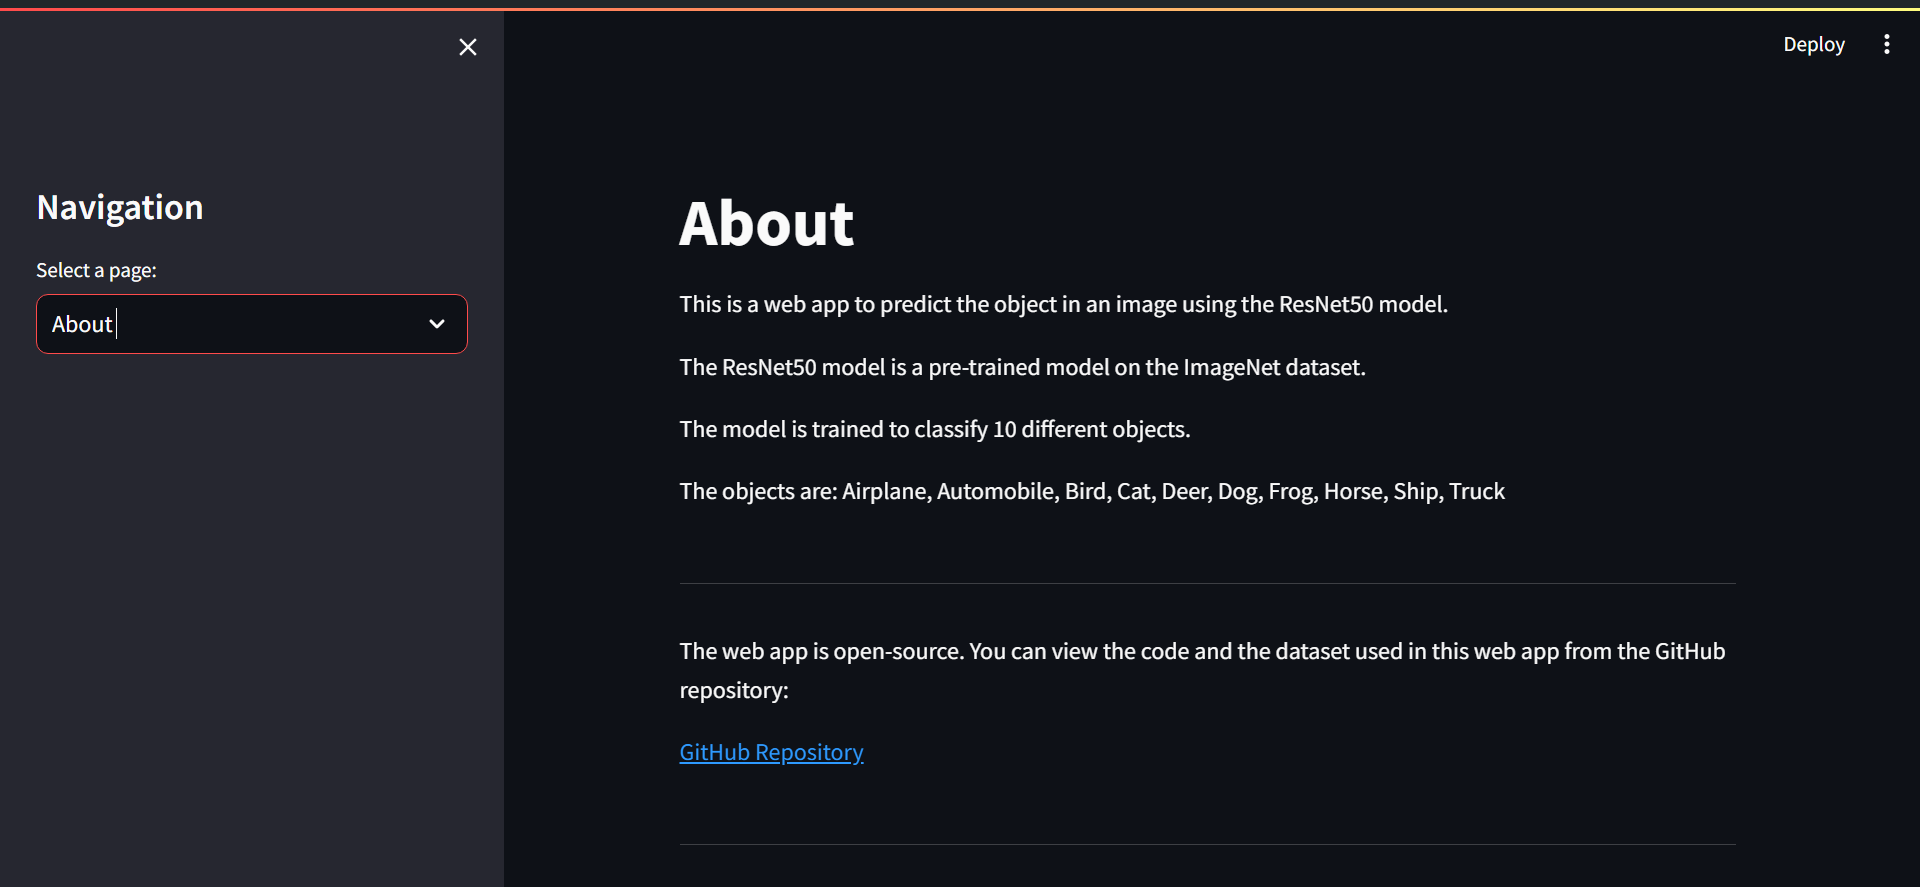 Deploy
Navigation
Select a page:
About
About
This is a web app to predict the object in an image using the ResNet50 model.
The ResNet50 model is a pre-trained model on the ImageNet dataset.
The model is trained to classify 10 different objects.
The objects are: Airplane, Automobile, Bird, Cat, Deer, Dog, Frog, Horse, Ship, Truck
The web app is open-source. You can view the code and the dataset used in this web app from the GitHub
repository:
GitHub Repository